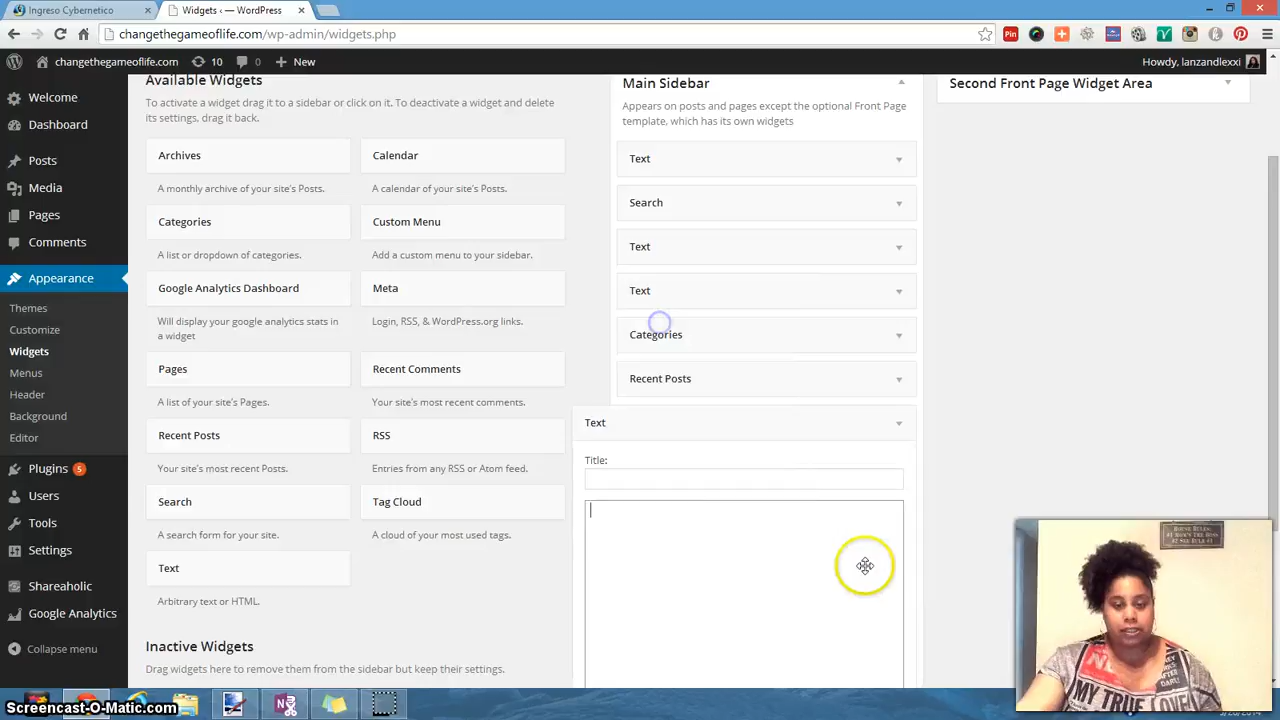 Ingreso Cybernetico
Widgets ‹ — WordPress
changethegameoflife.com/wp-admin/widgets.php
changethegameoflife.com
10
0
New
Howdy, lanzandlexxi
Welcome
Dashboard
Posts
Media
Pages
Comments
Appearance
Themes
Customize
Widgets
Menus
Header
Background
Editor
Plugins 5
Users
Tools
Settings
Shareaholic
Google Analytics
Collapse menu
Available Widgets
To activate a widget drag it to a sidebar or click on it. To deactivate a widget and delete
its settings, drag it back.
Archives
A monthly archive of your site's Posts.
Calendar
A calendar of your site's Posts.
Categories
A list or dropdown of categories.
Custom Menu
Add a custom menu to your sidebar.
Google Analytics Dashboard
Will display your google analytics stats in
a widget
Meta
Login, RSS, & WordPress.org links.
Pages
A list of your site's Pages.
Recent Comments
Your site's most recent comments.
Recent Posts
Your site's most recent Posts.
RSS
Entries from any RSS or Atom feed.
Search
A search form for your site.
Tag Cloud
A cloud of your most used tags.
Text
Arbitrary text or HTML.
Inactive Widgets
Drag widgets here to remove them from the sidebar but keep their settings.
Main Sidebar
Appears on posts and pages except the optional Front Page
template, which has its own widgets
Text
Search
Text
Text
Categories
Recent Posts
Text
Title:
Second Front Page Widget Area
MY TRUE LOVE
Screencast-O-Matic.com